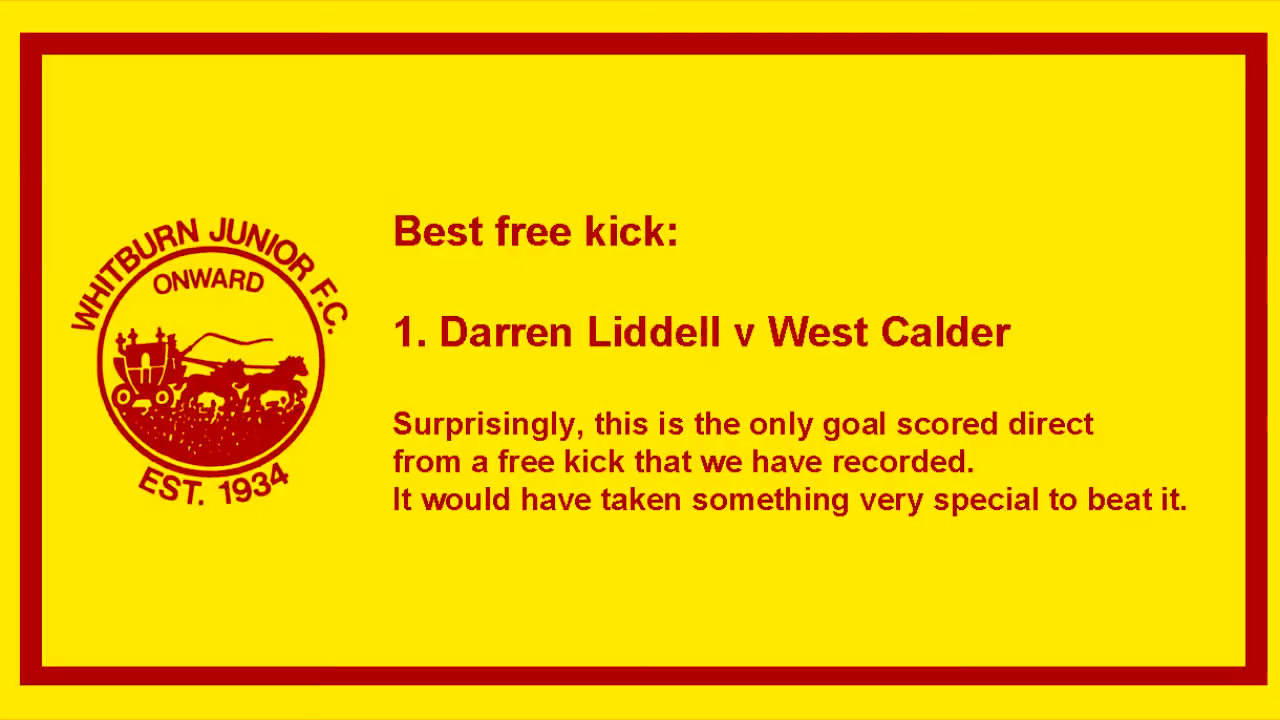 WHITBURN JUNIOR F.C.
ONWARD
EST. 1934
Best free kick:
1. Darren Liddell v West Calder
Surprisingly, this is the only goal scored direct
from a free kick that we have recorded.
It would have taken something very special to beat it.